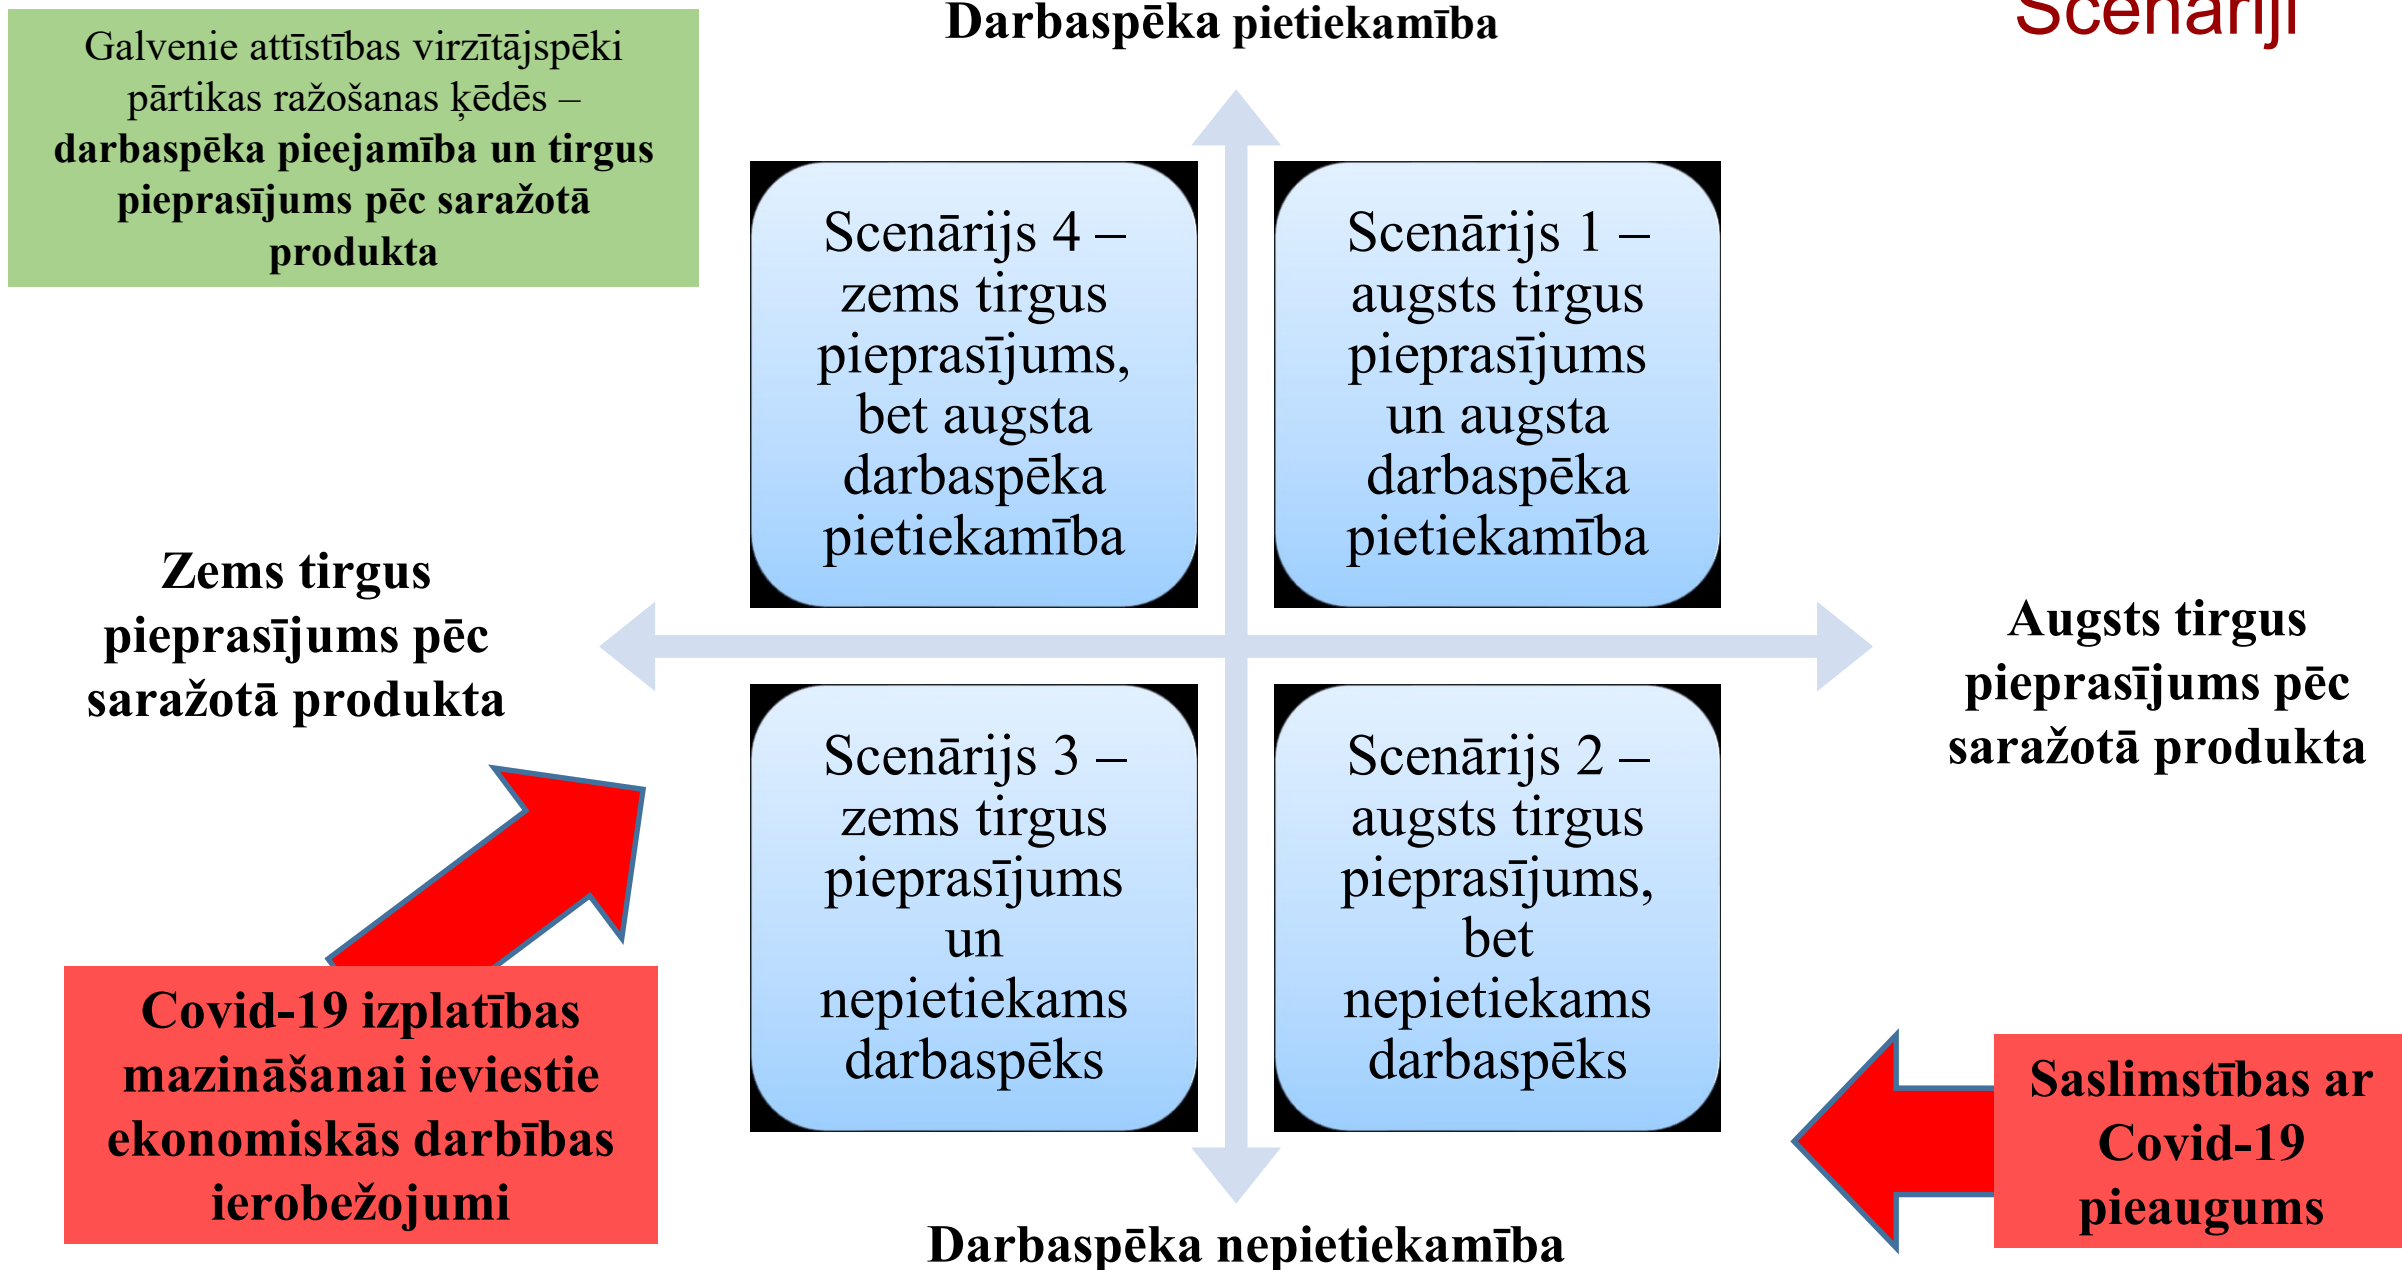 Scenāriji
Darbaspēka pietiekamība
Galvenie attīstības virzītājspēki
pārtikas ražošanas ķēdēs –
darbaspēka pieejamība un tirgus
pieprasījums pēc saražotā
produkta
Scenārijs 4 –
zems tirgus
pieprasījums,
bet augsta
darbaspēka
pietiekamība
Scenārijs 1 –
augsts tirgus
pieprasījums
un augsta
darbaspēka
pietiekamība
Zems tirgus
pieprasījums pēc
saražotā produkta
Augsts tirgus
pieprasījums pēc
saražotā produkta
Scenārijs 3 –
zems tirgus
pieprasījums
un
nepietiekams
darbaspēks
Scenārijs 2 –
augsts tirgus
pieprasījums,
bet
nepietiekams
darbaspēks
Covid-19 izplatības
mazināšanai ieviestie
ekonomiskās darbības
ierobežojumi
Saslimstības ar
Covid-19
pieaugums
Darbaspēka nepietiekamība